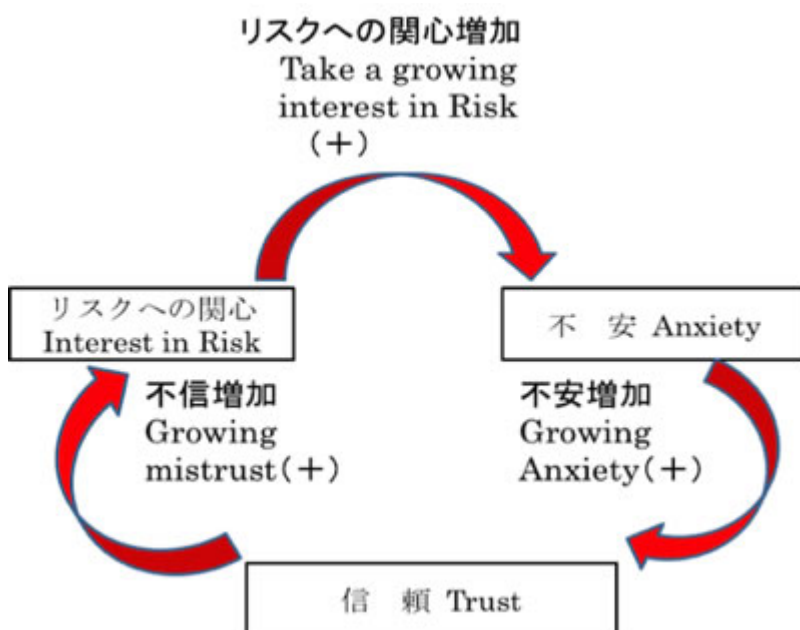 リスクへの関心増加
Take a growing
interest in Risk
(＋)
リスクへの関心
Interest in Risk
不　安 Anxiety
不信増加
Growing
mistrust(＋)
不安増加
Growing
Anxiety(＋)
信　頼 Trust